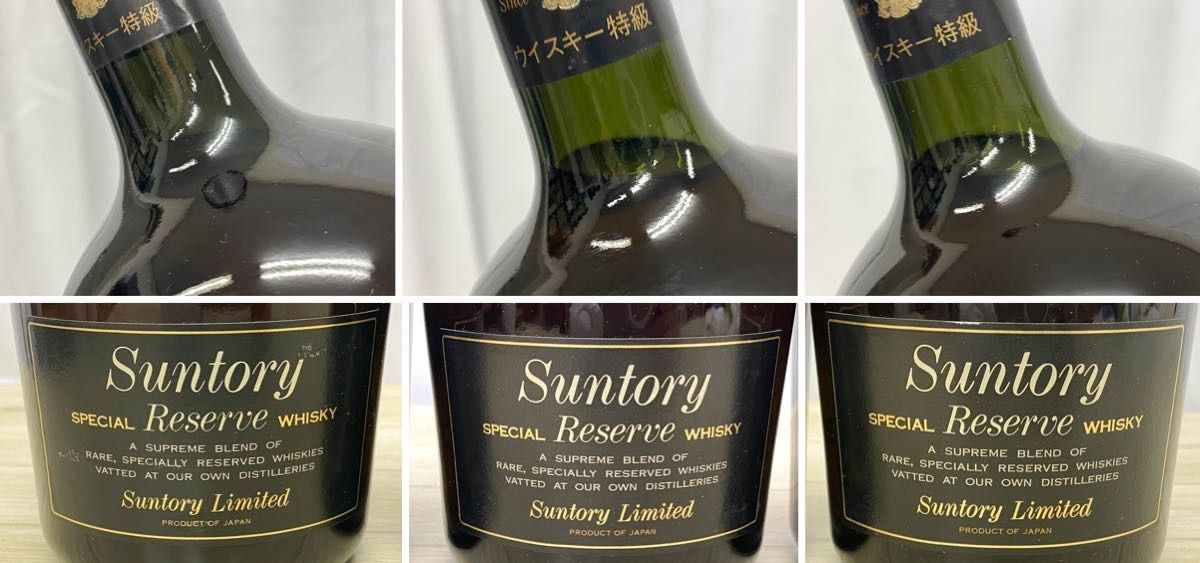 スキー特級
Since
ウイスキー特級
イスキー特級
Suntory
SPECIAL Reserve WHISKY
A SUPREME BLEND OF
RARE, SPECIALLY RESERVED WHISKIES
VATTED AT OUR OWN DISTILLERIES
Suntory Limited
PRODUCT OF JAPAN
Suntory
SPECIAL Reserve WHISKY
A SUPREME BLEND OF
RARE, SPECIALLY RESERVED WHISKIES
VATTED AT OUR OWN DISTILLERIES
Suntory Limited
PRODUCT OF JAPAN
Suntory
SPECIAL Reserve WHISKY
A SUPREME BLEND OF
RARE, SPECIALLY RESERVED WHISKIES
VATTED AT OUR OWN DISTILLERIES
Suntory Limited
PRODUCT OF JAPAN